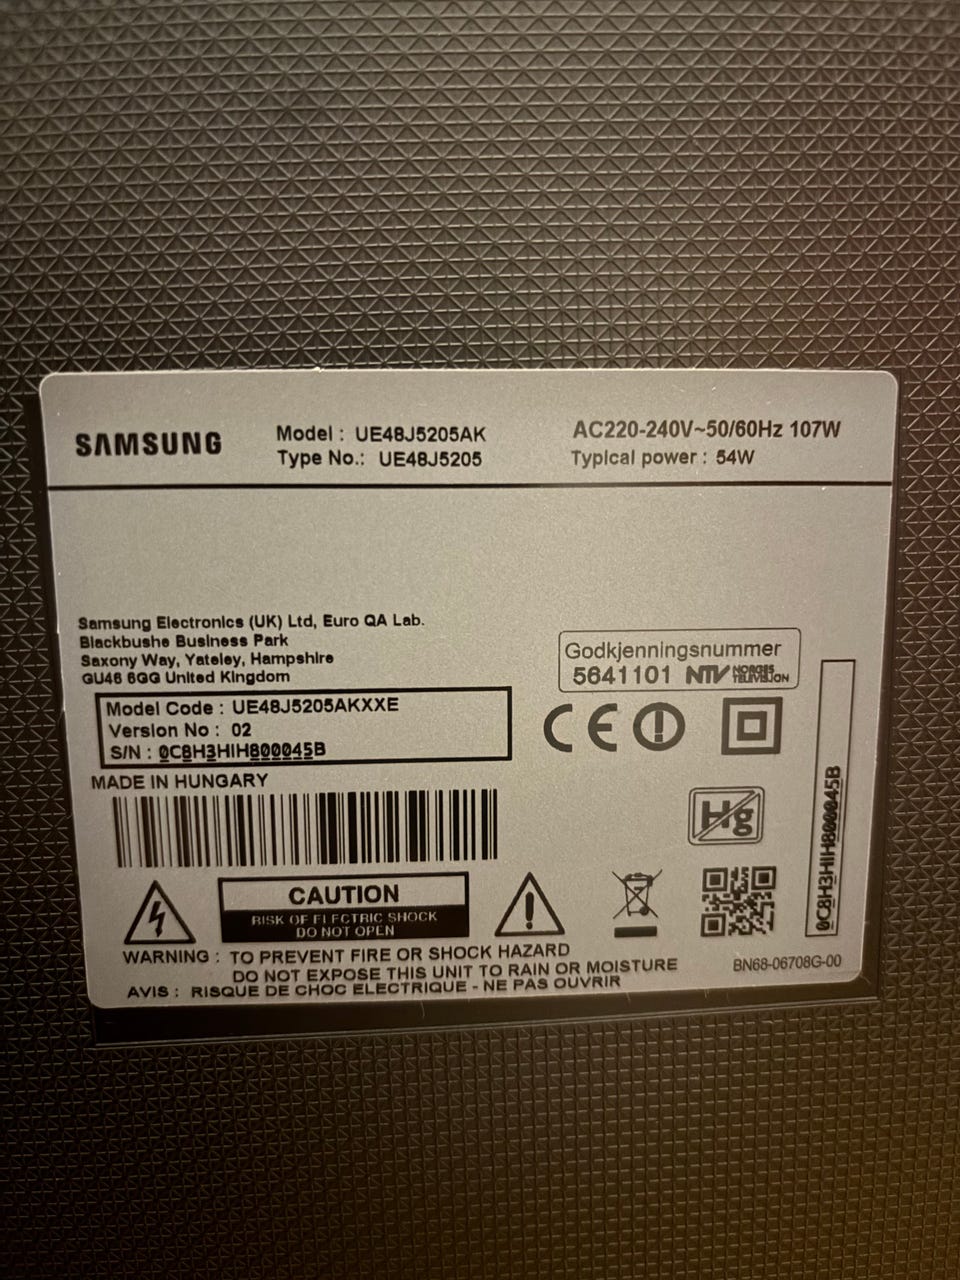 SAMSUNG
Model : UE48J5205AK
Type No.: UE48J5205
AC220-240V~50/60Hz 107W
Typical power : 54W
Samsung Electronics (UK) Ltd, Euro QA Lab.
Blackbushe Business Park
Saxony Way, Yateley, Hampshire
GU46 6GG United Kingdom
Godkjenningsnummer
5641101 NTV NORGES
TELEVISJON
Model Code : UE48J5205AKXXE
Version No : 02
S/N : 0C8H3HIH800045B
MADE IN HUNGARY
CE
Hg
0C8H3HIH800045B
CAUTION
RISK OF ELECTRIC SHOCK
DO NOT OPEN
WARNING : TO PREVENT FIRE OR SHOCK HAZARD
DO NOT EXPOSE THIS UNIT TO RAIN OR MOISTURE
AVIS : RISQUE DE CHOC ELECTRIQUE - NE PAS OUVRIR
BN68-06708G-00